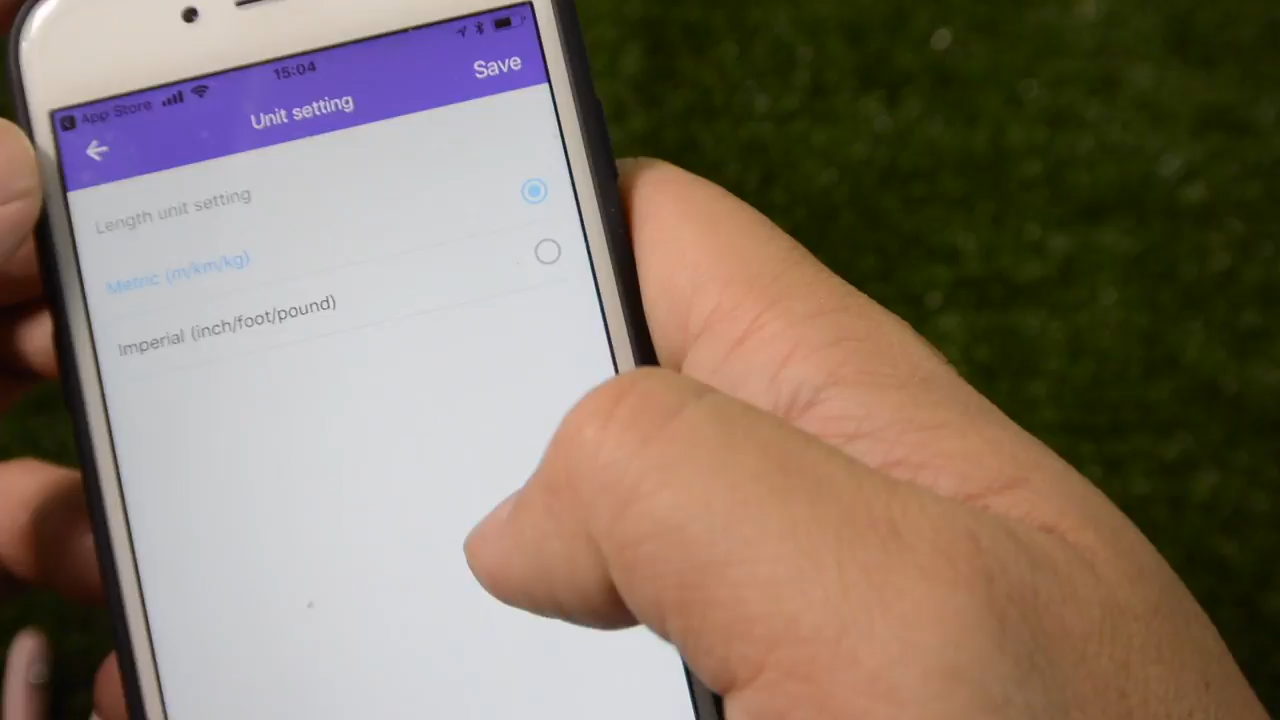 App Store 15:04
Unit setting Save
Length unit setting
Metric (m/km/kg)
Imperial (inch/foot/pound)